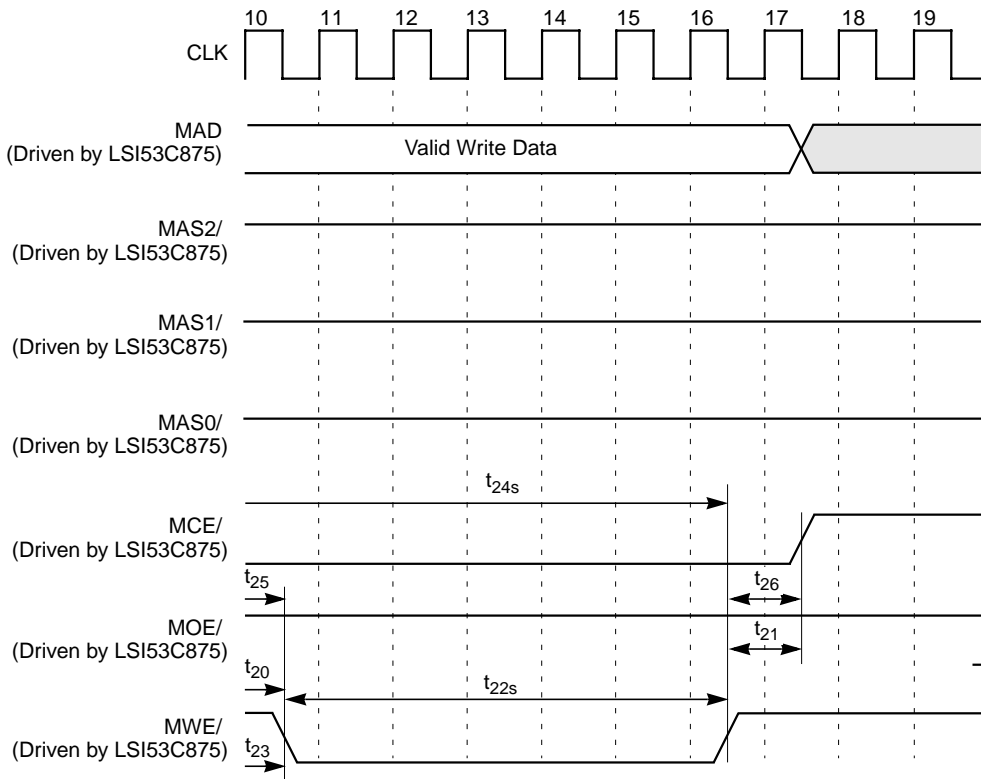 10 11 12 13 14 15 16 17 18 19
CLK
MAD
(Driven by LSI53C875)
Valid Write Data
MAS2/
(Driven by LSI53C875)
MAS1/
(Driven by LSI53C875)
MAS0/
(Driven by LSI53C875)
t24s
MCE/
(Driven by LSI53C875)
t25
t26
MOE/
(Driven by LSI53C875)
t21
t20
t22s
MWE/
(Driven by LSI53C875)
t23